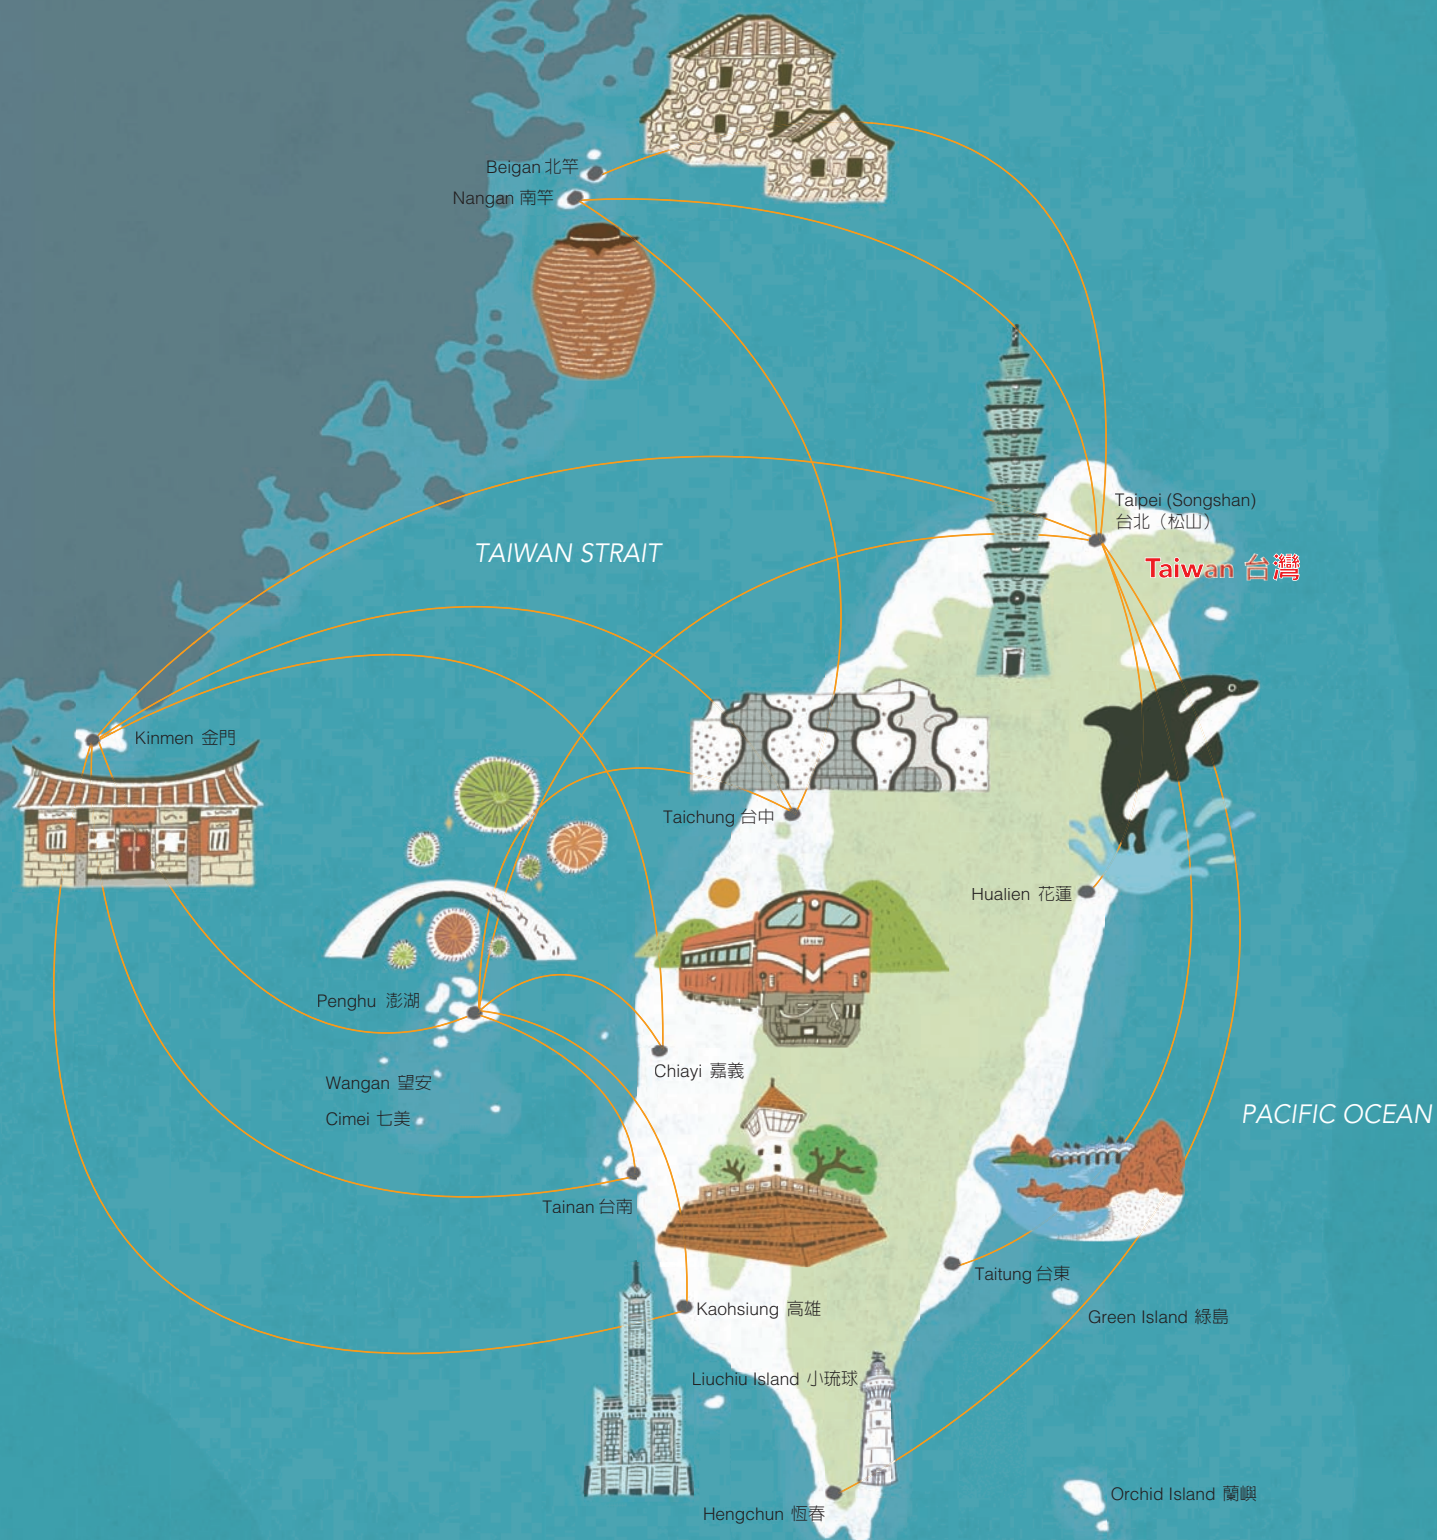 Beigan 北竿
Nangan 南竿
Taipei (Songshan)
台北（松山）
TAIWAN STRAIT
Taiwan 台灣
Kinmen 金門
Taichung 台中
Hualien 花蓮
Penghu 澎湖
Chiayi 嘉義
Wangan 望安
Cimei 七美
PACIFIC OCEAN
Tainan 台南
Taitung 台東
Kaohsiung 高雄
Green Island 綠島
Liuchiu Island 小琉球
Orchid Island 蘭嶼
Hengchun 恆春